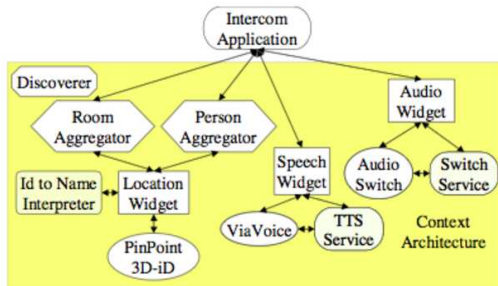 Intercom
Application
Discoverer
Room
Aggregator
Person
Aggregator
Audio
Widget
Id to Name
Interpreter
Location
Widget
Speech
Widget
Audio
Switch
Switch
Service
PinPoint
3D-iD
ViaVoice
TTS
Service
Context
Architecture